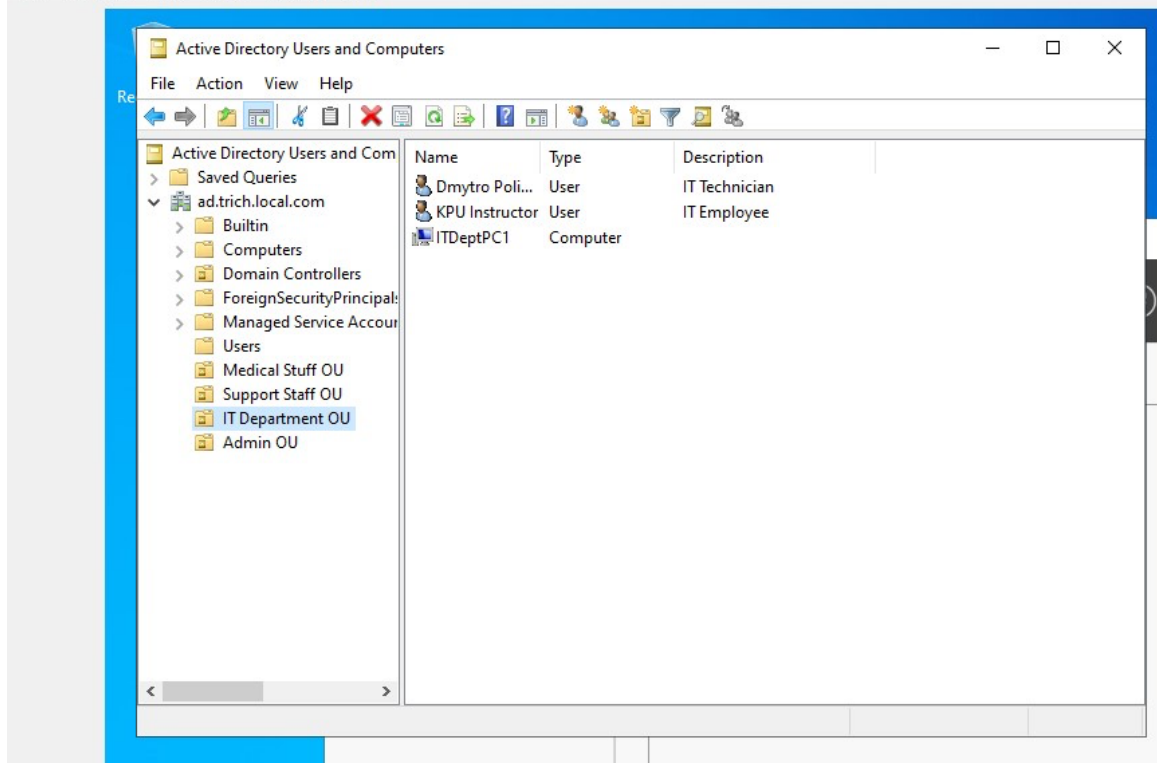 Re
Active Directory Users and Computers
File Action View Help
Active Directory Users and Com
Saved Queries
ad.trich.local.com
Builtin
Computers
Domain Controllers
ForeignSecurityPrincipals
Managed Service Accour
Users
Medical Stuff OU
Support Staff OU
IT Department OU
Admin OU
Name Type Description
Dmytro Poli... User IT Technician
KPU Instructor User IT Employee
ITDeptPC1 Computer